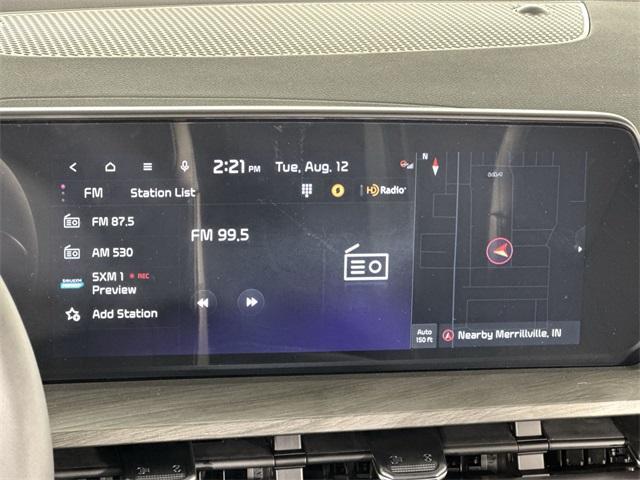 2:21 PM Tue, Aug. 12
N
FM Station List
HD Radio
FM 87.5
FM 99.5
AM 530
SXM 1 REC
Preview
Add Station
Auto
150 ft
Nearby Merrillville, IN